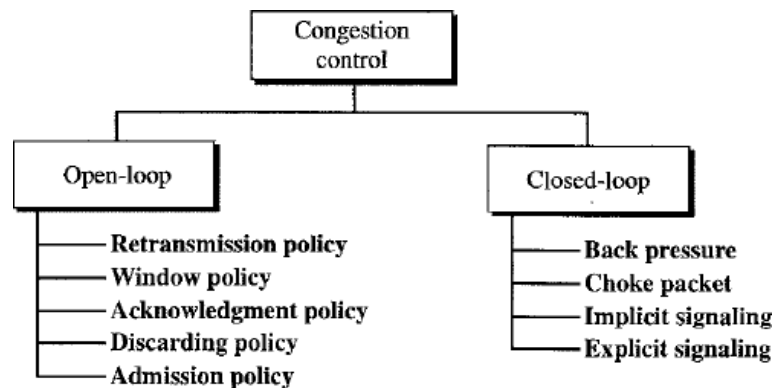 Congestion
control
Open-loop
Retransmission policy
Window policy
Acknowledgment policy
Discarding policy
Admission policy
Closed-loop
Back pressure
Choke packet
Implicit signaling
Explicit signaling